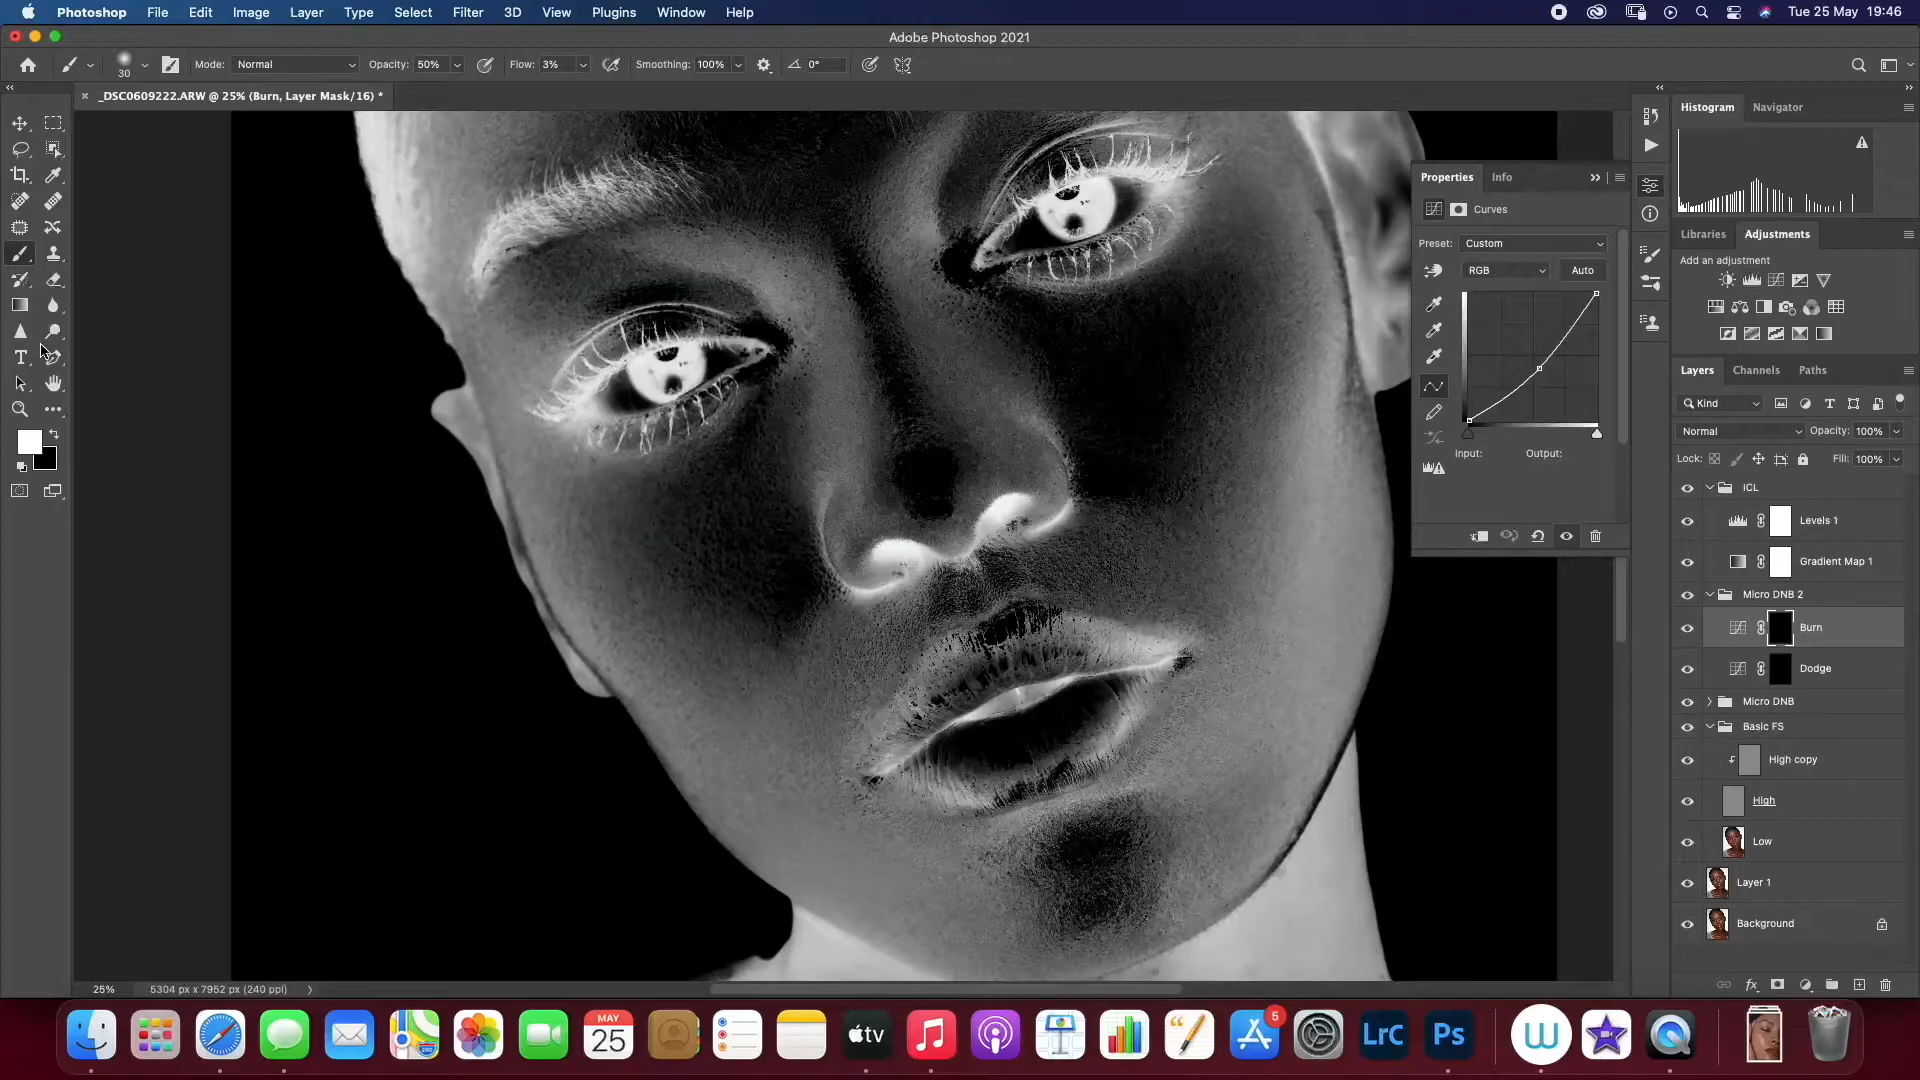 Photoshop File Edit Image Layer Type Select Filter 3D View Plugins Window Help Tue 25 May 19:46
Adobe Photoshop 2021
30 Mode: Normal Opacity: 50% Flow: 3% Smoothing: 100% 0°
_DSC0609222.ARW @ 25% (Burn, Layer Mask/16) *
Histogram Navigator
Properties Info
Curves
Preset: Custom
RGB Auto
Input: Output:
Libraries Adjustments
Add an adjustment
Layers Channels Paths
Kind
Normal Opacity: 100%
Lock: Fill: 100%
ICL
Levels 1
Gradient Map 1
Micro DNB 2
Burn
Dodge
Micro DNB
Basic FS
High copy
High
Low
Layer 1
Background
fx
25% 5304 px x 7952 px (240 ppi)
MAY
25
tv
5
LrC
Ps
W